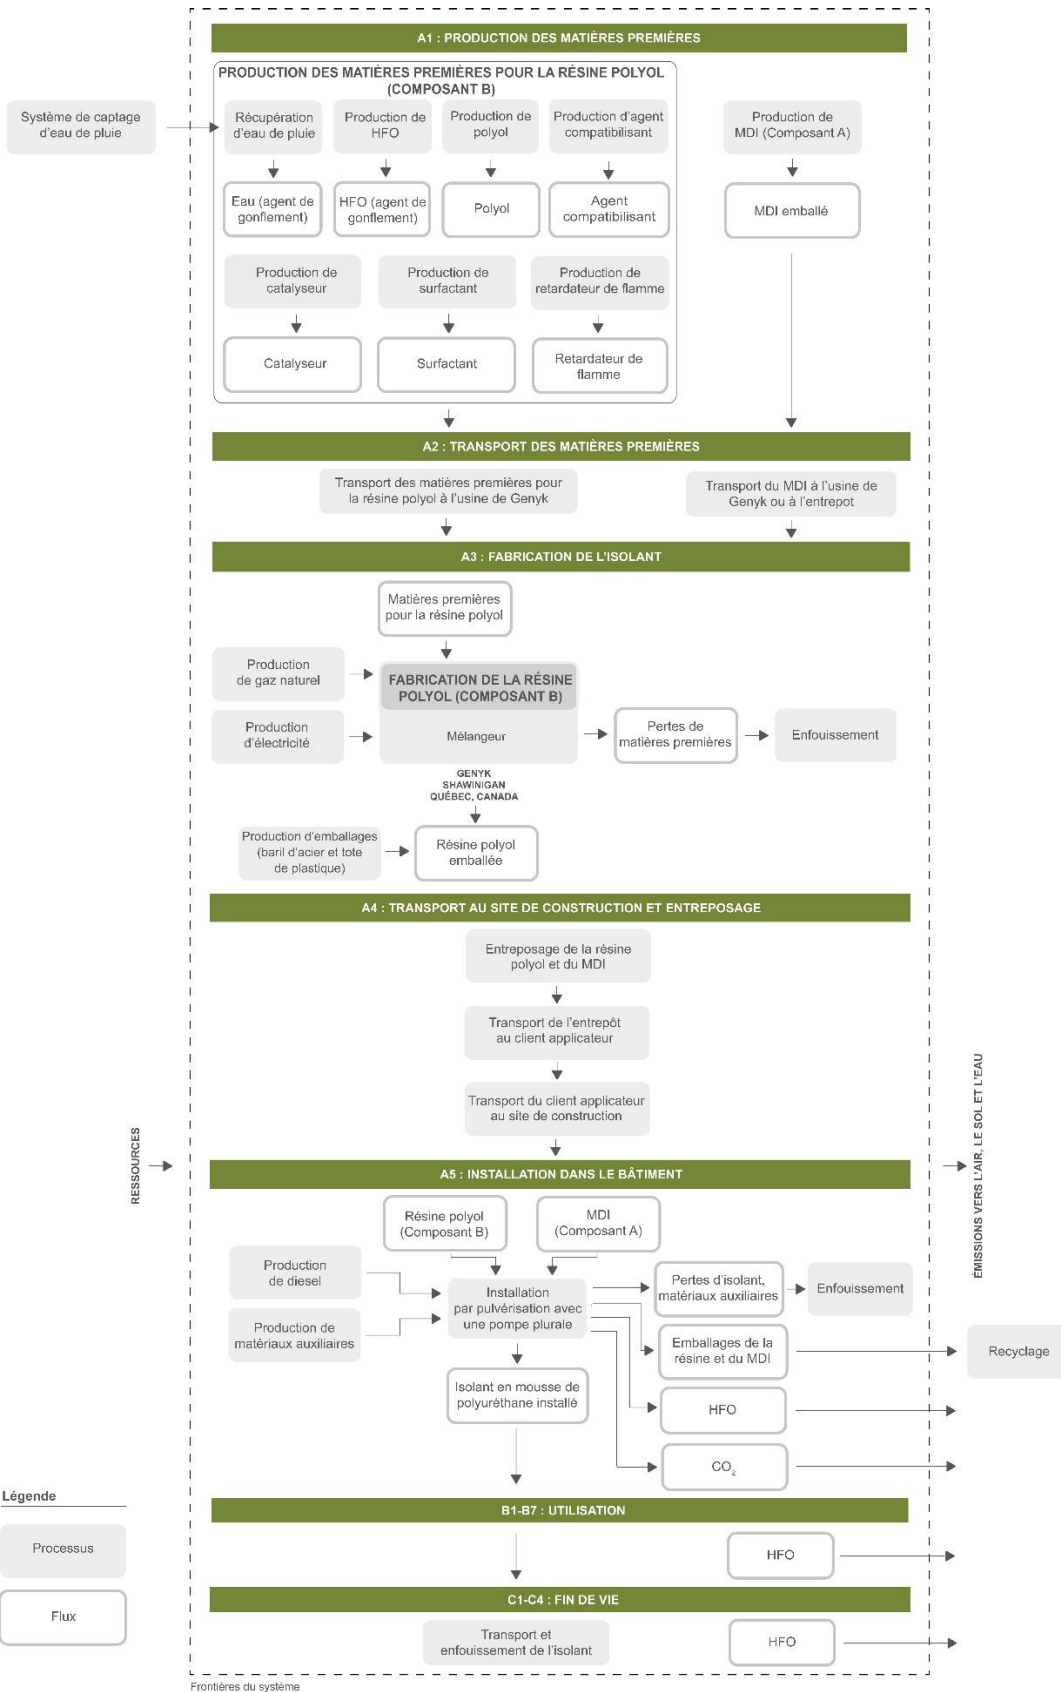 A1 : PRODUCTION DES MATIÈRES PREMIÈRES
PRODUCTION DES MATIÈRES PREMIÈRES POUR LA RÉSINE POLYOL
(COMPOSANT B)
Système de captage
d'eau de pluie
Récupération
d'eau de pluie
Production de
HFO
Production de
polyol
Production d'agent
compatibilisant
Production de
MDI (Composant A)
Eau (agent de
gonflement)
HFO (agent de
gonflement)
Polyol
Agent
compatibilisant
MDI emballé
Production de
catalyseur
Production de
surfactant
Production de
retardateur de flamme
Catalyseur
Surfactant
Retardateur de
flamme
A2 : TRANSPORT DES MATIÈRES PREMIÈRES
Transport des matières premières pour
la résine polyol à l'usine de Genyk
Transport du MDI à l'usine de
Genyk ou à l'entrepot
A3 : FABRICATION DE L'ISOLANT
Matières premières
pour la résine polyol
Production
de gaz naturel
FABRICATION DE LA RÉSINE
POLYOL (COMPOSANT B)
Production
d'électricité
Mélangeur
Pertes de
matières premières
Enfouissement
GENYK
SHAWINIGAN
QUÉBEC, CANADA
Production d'emballages
(baril d'acier et tote
de plastique)
Résine polyol
emballée
A4 : TRANSPORT AU SITE DE CONSTRUCTION ET ENTREPOSAGE
Entreposage de la résine
polyol et du MDI
Transport de l'entrepôt
au client applicateur
Transport du client applicateur
au site de construction
RESSOURCES
ÉMISSIONS VERS L'AIR, LE SOL ET L'EAU
A5 : INSTALLATION DANS LE BÂTIMENT
Résine polyol
(Composant B)
MDI
(Composant A)
Production
de diesel
Installation
par pulvérisation avec
une pompe plurale
Pertes d'isolant,
matériaux auxiliaires
Enfouissement
Production de
matériaux auxiliaires
Emballages de la
résine et du MDI
Recyclage
Isolant en mousse de
polyuréthane installé
HFO
CO₂
Légende
Processus
Flux
B1-B7 : UTILISATION
HFO
C1-C4 : FIN DE VIE
Transport et
enfouissement de l'isolant
HFO
Frontières du système